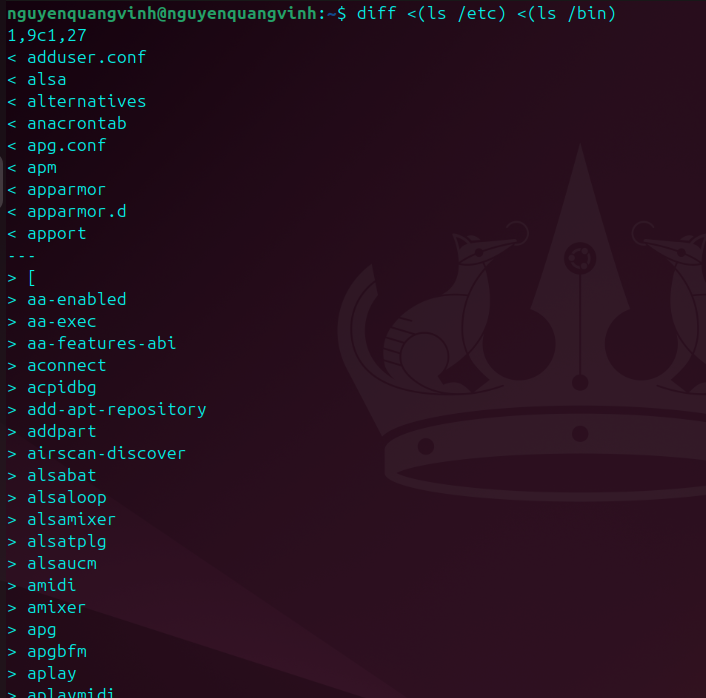 nguyenquangvinh@nguyenquangvinh:~$ diff <(ls /etc) <(ls /bin)
1,9c1,27
< adduser.conf
< alsa
< alternatives
< anacrontab
< apg.conf
< apm
< apparmor
< apparmor.d
< apport
---
> [
> aa-enabled
> aa-exec
> aa-features-abi
> aconnect
> acpidbg
> add-apt-repository
> addpart
> airscan-discover
> alsabat
> alsaloop
> alsamixer
> alsatplg
> alsaucm
> amidi
> amixer
> apg
> apgbfm
> aplay
> aplaymidi